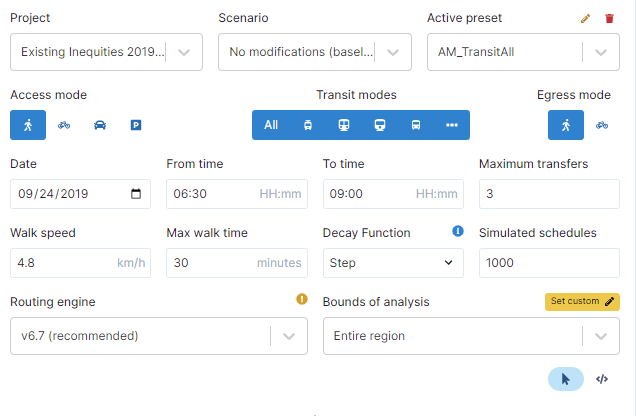 Project Scenario Active preset
Existing Inequities 2019... No modifications (basel... AM_TransitAll
Access mode Transit modes Egress mode
All
Date From time To time Maximum transfers
09/24/2019 06:30 HH:mm 09:00 HH:mm 3
Walk speed Max walk time Decay Function Simulated schedules
4.8 km/h 30 minutes Step 1000
Routing engine Bounds of analysis Set custom
v6.7 (recommended) Entire region